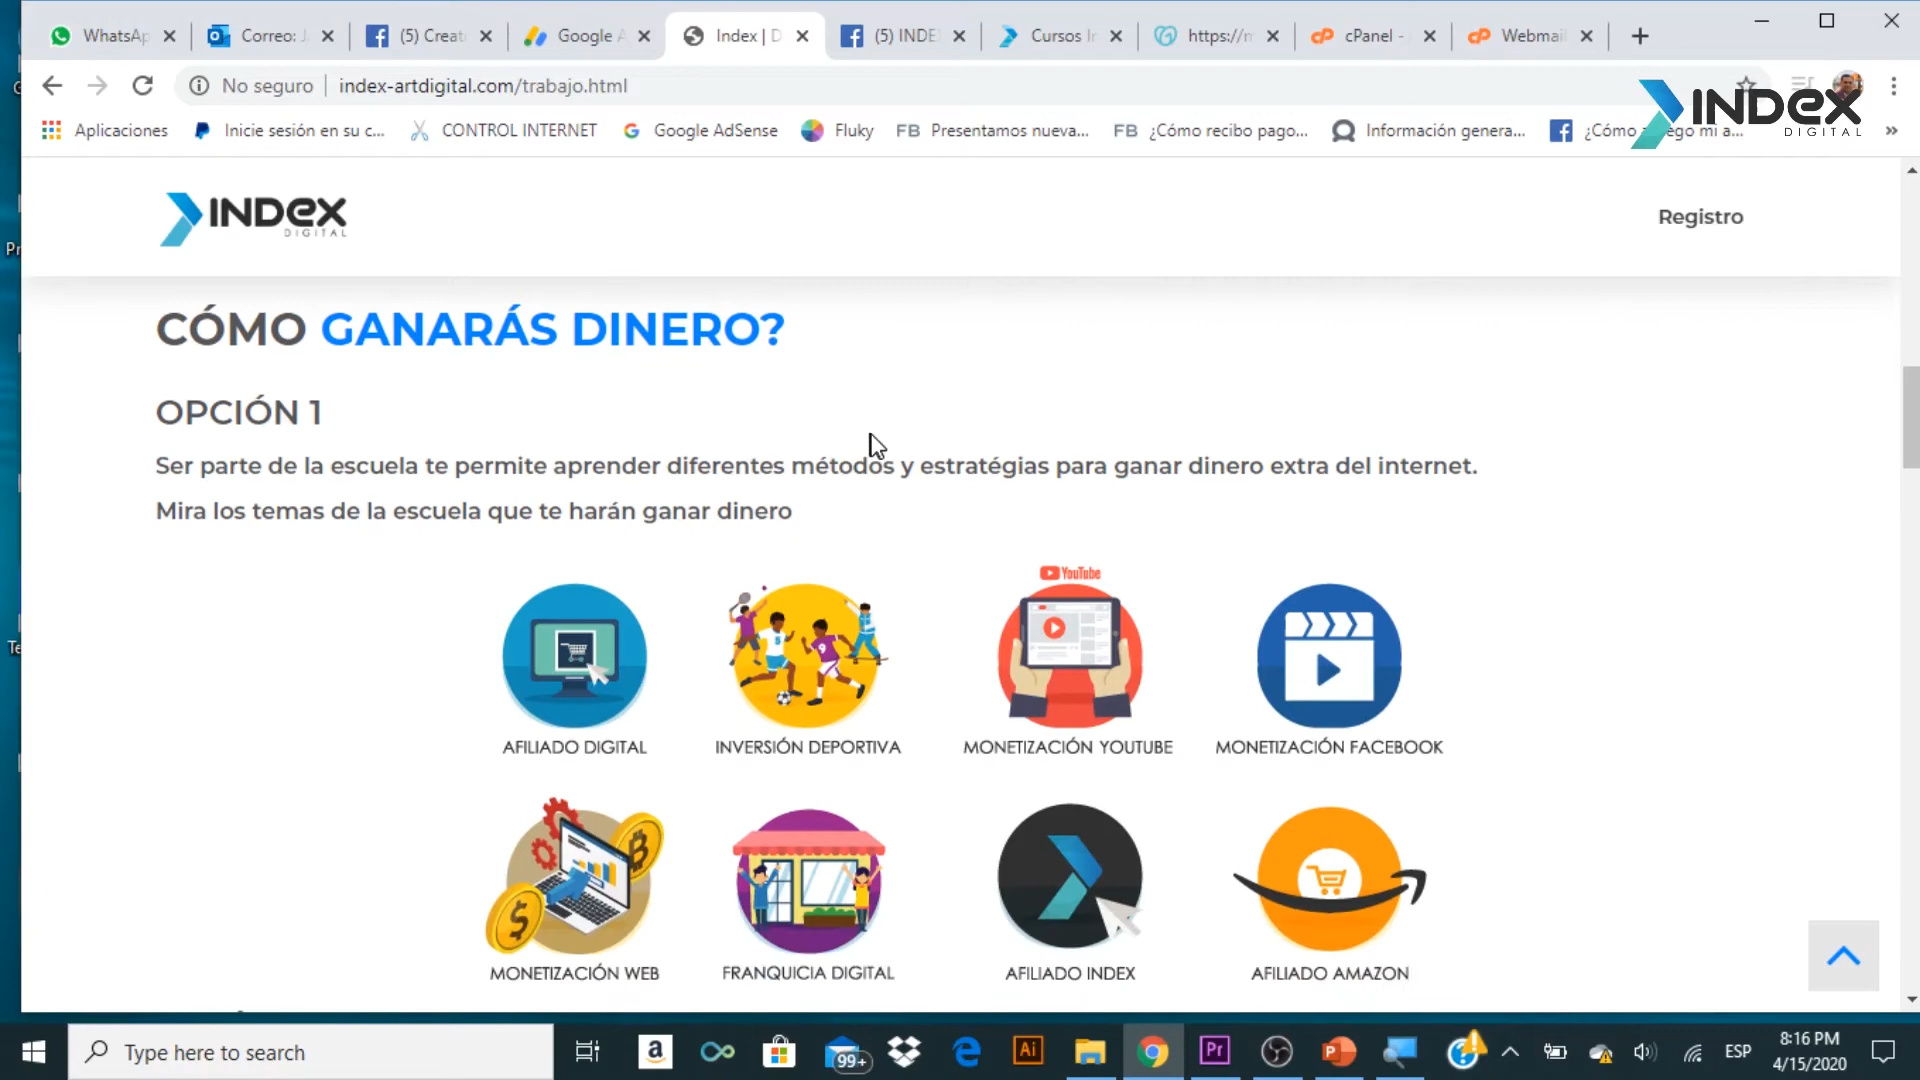 WhatsAp
Correo: J
(5) Creat
Google A
Index | D
(5) INDE
Cursos In
https://m
cPanel -
Webmai
No seguro
index-artdigital.com/trabajo.html
INDEX
DIGITAL
Aplicaciones
Inicie sesión en su c...
CONTROL INTERNET
Google AdSense
Fluky
FB Presentamos nueva...
FB ¿Cómo recibo pago...
Información genera...
INDEX
DIGITAL
Registro
CÓMO GANARÁS DINERO?
OPCIÓN 1
Ser parte de la escuela te permite aprender diferentes métodos y estratégias para ganar dinero extra del internet.
Mira los temas de la escuela que te harán ganar dinero
YouTube
AFILIADO DIGITAL
INVERSIÓN DEPORTIVA
MONETIZACIÓN YOUTUBE
MONETIZACIÓN FACEBOOK
MONETIZACIÓN WEB
FRANQUICIA DIGITAL
AFILIADO INDEX
AFILIADO AMAZON
Type here to search
99+
ESP
8:16 PM
4/15/2020